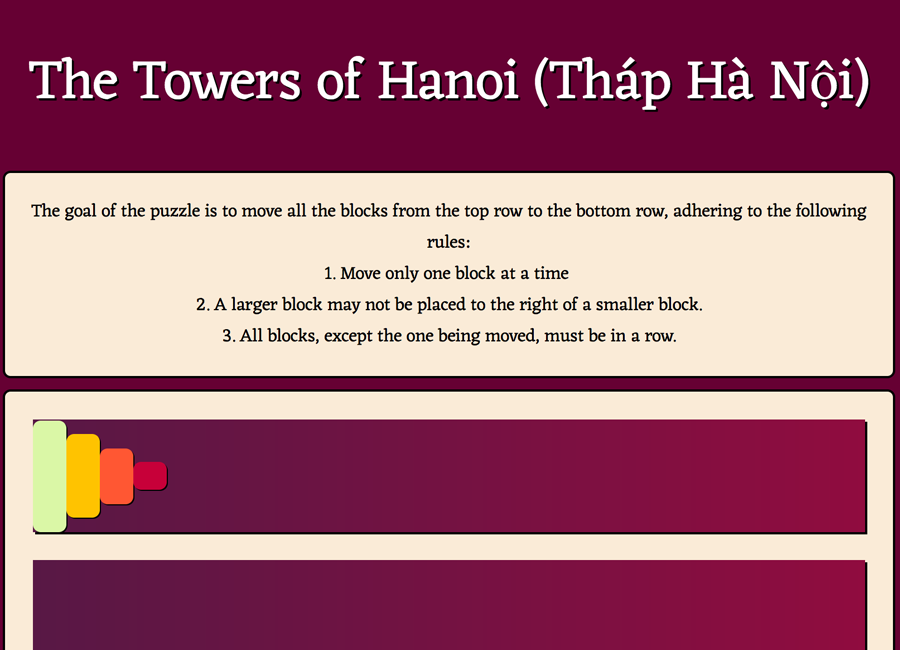 The Towers of Hanoi (Tháp Hà Nội)
The goal of the puzzle is to move all the blocks from the top row to the bottom row, adhering to the following
rules:
1. Move only one block at a time
2. A larger block may not be placed to the right of a smaller block.
3. All blocks, except the one being moved, must be in a row.